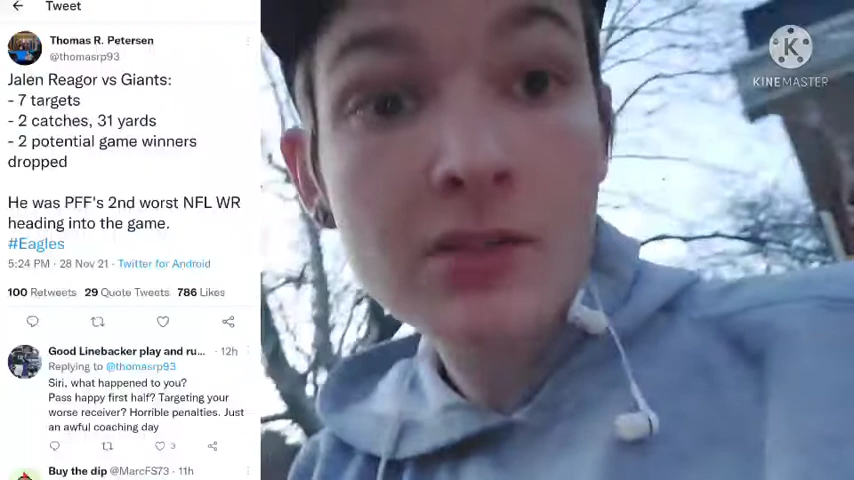 Tweet
Thomas R. Petersen
@thomasrp93
Jalen Reagor vs Giants:
- 7 targets
- 2 catches, 31 yards
- 2 potential game winners
dropped
He was PFF's 2nd worst NFL WR
heading into the game.
#Eagles
5:24 PM · 28 Nov 21 · Twitter for Android
100 Retweets 29 Quote Tweets 786 Likes
Good Linebacker play and ru... · 12h
Replying to @thomasrp93
Siri, what happened to you?
Pass happy first half? Targeting your
worse receiver? Horrible penalties. Just
an awful coaching day
3
Buy the dip @MarcFS73 · 11h
K
KINEMASTER